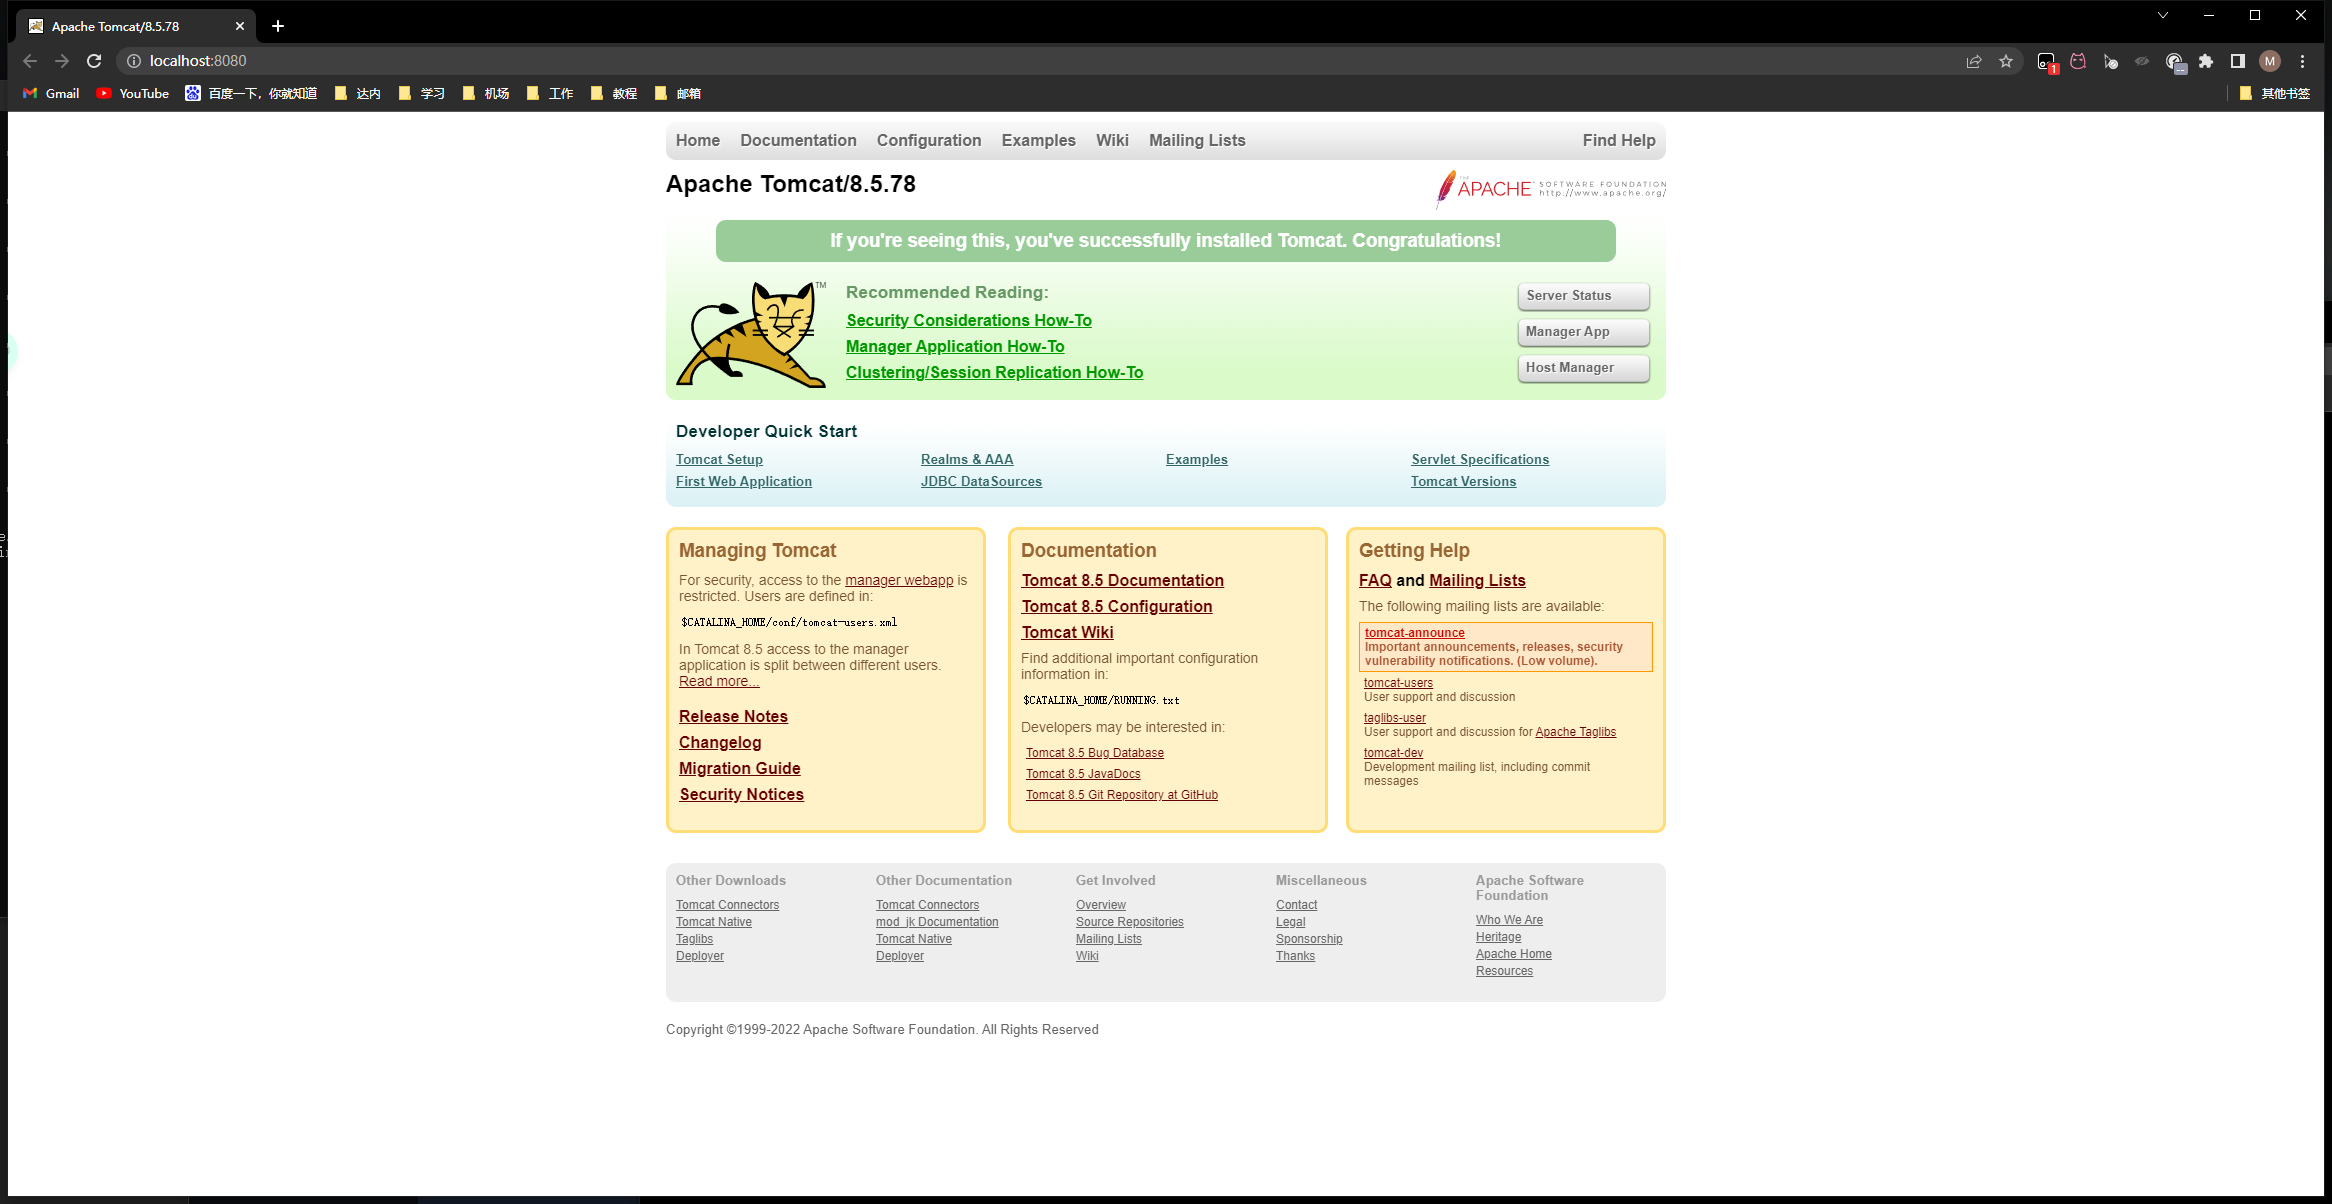 Apache Tomcat/8.5.78
localhost:8080
1
M
Gmail
YouTube
百度一下，你就知道
达内
学习
机场
工作
教程
邮箱
其他书签
Home Documentation Configuration Examples Wiki Mailing Lists Find Help
Apache Tomcat/8.5.78
THE APACHE SOFTWARE FOUNDATION
http://www.apache.org/
If you're seeing this, you've successfully installed Tomcat. Congratulations!
TM
Recommended Reading:
Security Considerations How-To
Manager Application How-To
Clustering/Session Replication How-To
Server Status
Manager App
Host Manager
Developer Quick Start
Tomcat Setup
First Web Application
Realms & AAA
JDBC DataSources
Examples
Servlet Specifications
Tomcat Versions
Managing Tomcat
For security, access to the manager webapp is
restricted. Users are defined in:
$CATALINA_HOME/conf/tomcat-users.xml
In Tomcat 8.5 access to the manager
application is split between different users.
Read more...
Release Notes
Changelog
Migration Guide
Security Notices
Documentation
Tomcat 8.5 Documentation
Tomcat 8.5 Configuration
Tomcat Wiki
Find additional important configuration
information in:
$CATALINA_HOME/RUNNING.txt
Developers may be interested in:
Tomcat 8.5 Bug Database
Tomcat 8.5 JavaDocs
Tomcat 8.5 Git Repository at GitHub
Getting Help
FAQ and Mailing Lists
The following mailing lists are available:
tomcat-announce
Important announcements, releases, security
vulnerability notifications. (Low volume).
tomcat-users
User support and discussion
taglibs-user
User support and discussion for Apache Taglibs
tomcat-dev
Development mailing list, including commit
messages
Other Downloads
Tomcat Connectors
Tomcat Native
Taglibs
Deployer
Other Documentation
Tomcat Connectors
mod_jk Documentation
Tomcat Native
Deployer
Get Involved
Overview
Source Repositories
Mailing Lists
Wiki
Miscellaneous
Contact
Legal
Sponsorship
Thanks
Apache Software
Foundation
Who We Are
Heritage
Apache Home
Resources
Copyright ©1999-2022 Apache Software Foundation. All Rights Reserved